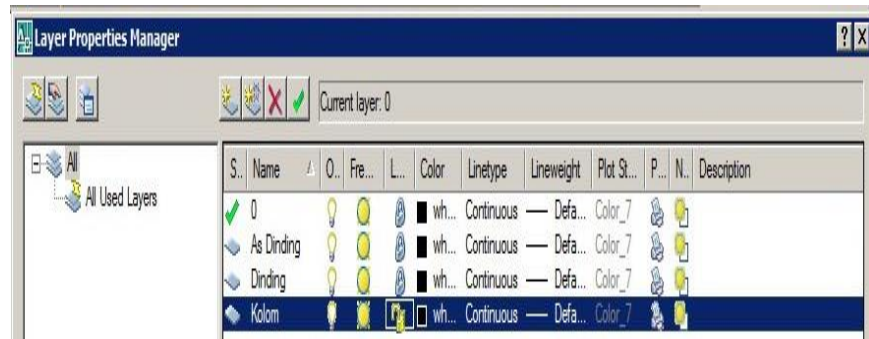 Layer Properties Manager
Current layer: 0
All
All Used Layers
S.. Name O.. Fre... L... Color Linetype Lineweight Plot St... P... N.. Description
0 wh... Continuous Defa... Color_7
As Dinding wh... Continuous Defa... Color_7
Dinding wh... Continuous Defa... Color_7
Kolom wh... Continuous Defa... Color_7